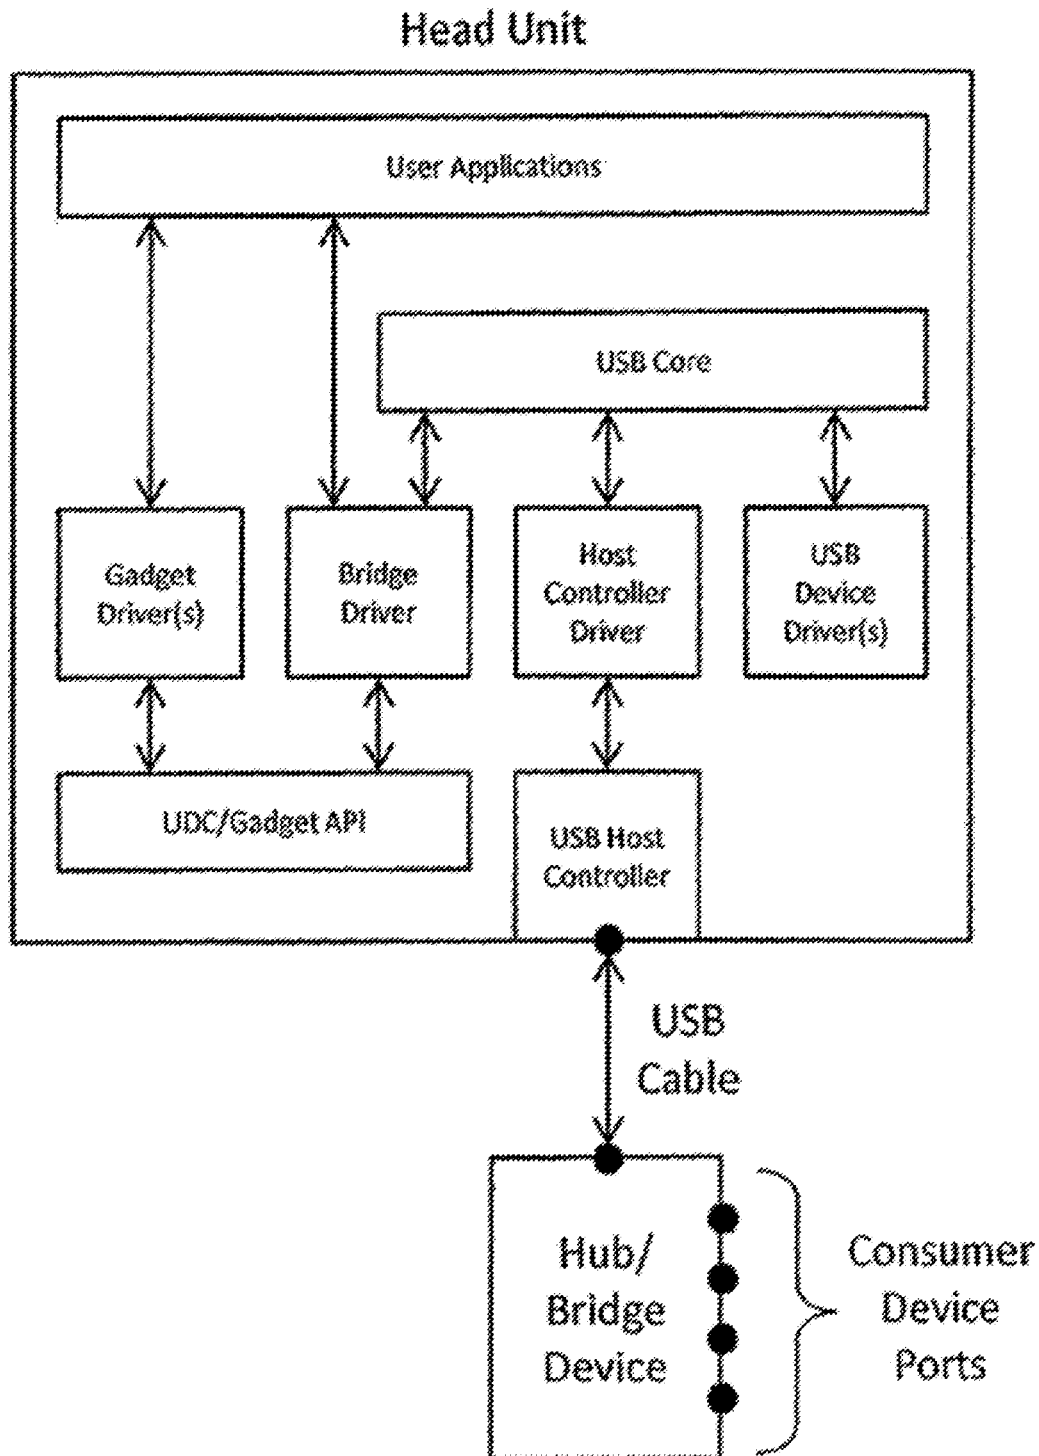 Head Unit
User Applications
USB Core
Gadget
Driver(s)
Bridge
Driver
Host
Controller
Driver
USB
Device
Driver(s)
UDC/Gadget API
USB Host
Controller
USB
Cable
Hub/
Bridge
Device
Consumer
Device
Ports